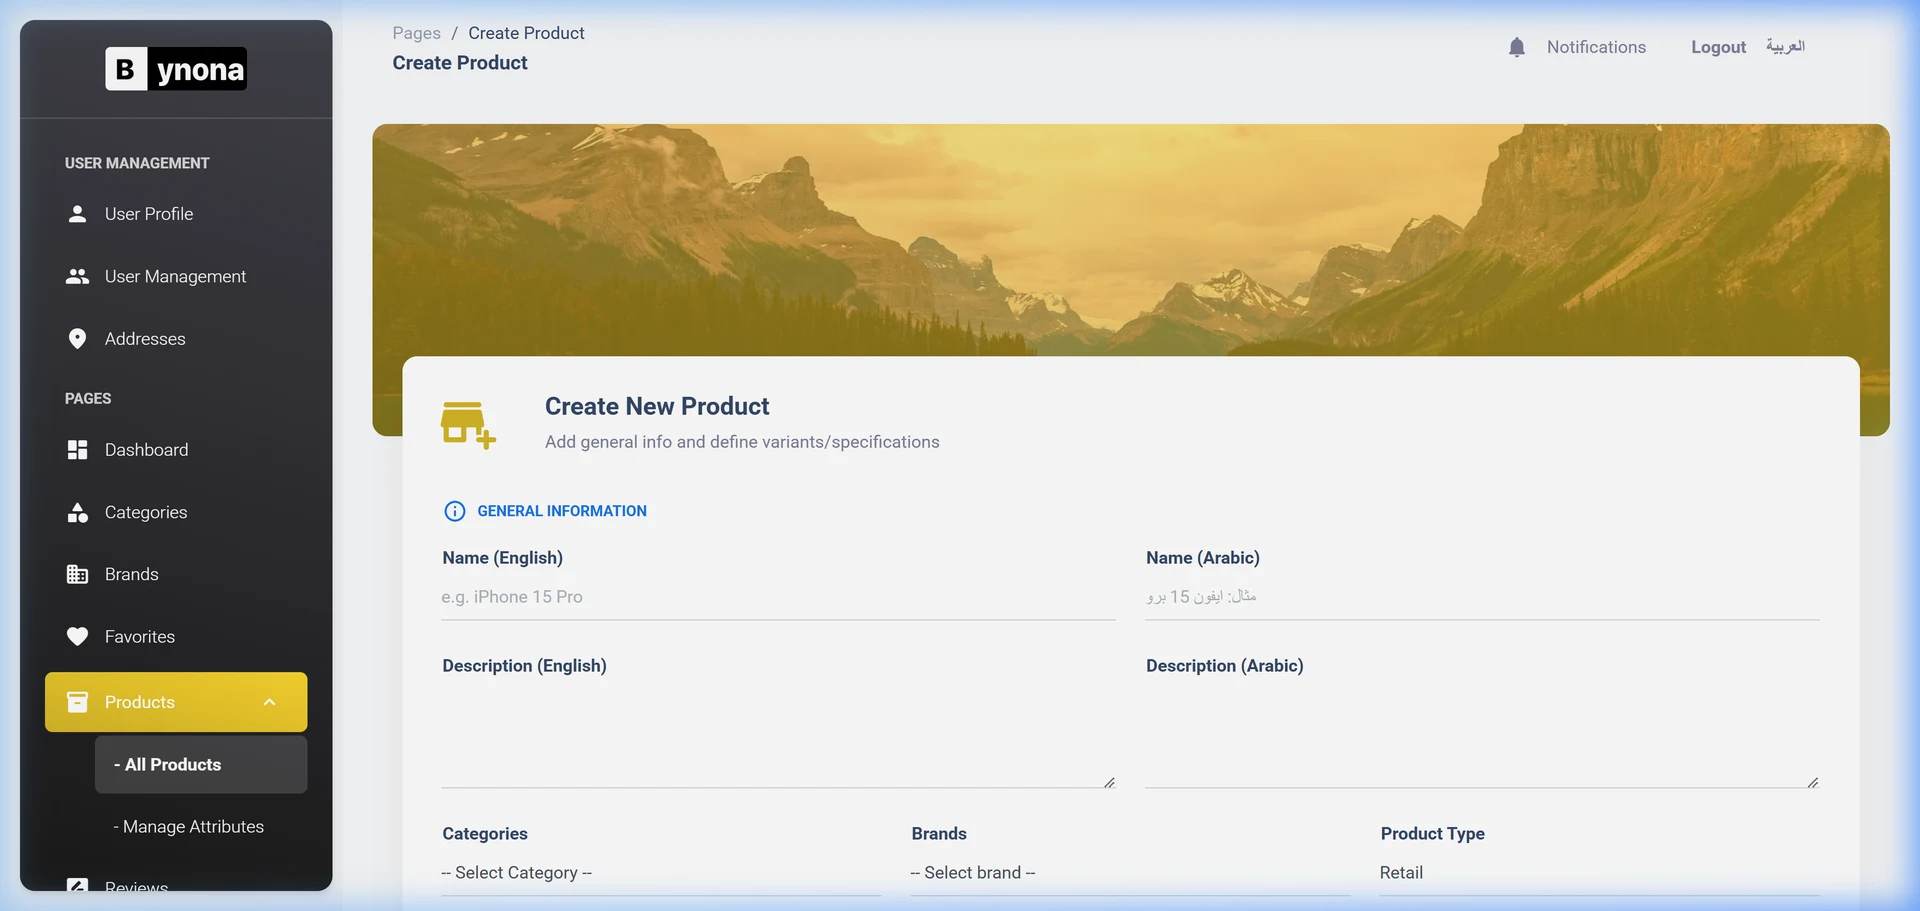 B ynona
USER MANAGEMENT
User Profile
User Management
Addresses
PAGES
Dashboard
Categories
Brands
Favorites
Products
- All Products
- Manage Attributes
Reviews
Pages / Create Product
Create Product
Notifications
Logout
العربية
Create New Product
Add general info and define variants/specifications
GENERAL INFORMATION
Name (English)
e.g. iPhone 15 Pro
Name (Arabic)
مثال: ايفون 15 برو
Description (English)
Description (Arabic)
Categories
-- Select Category --
Brands
-- Select brand --
Product Type
Retail